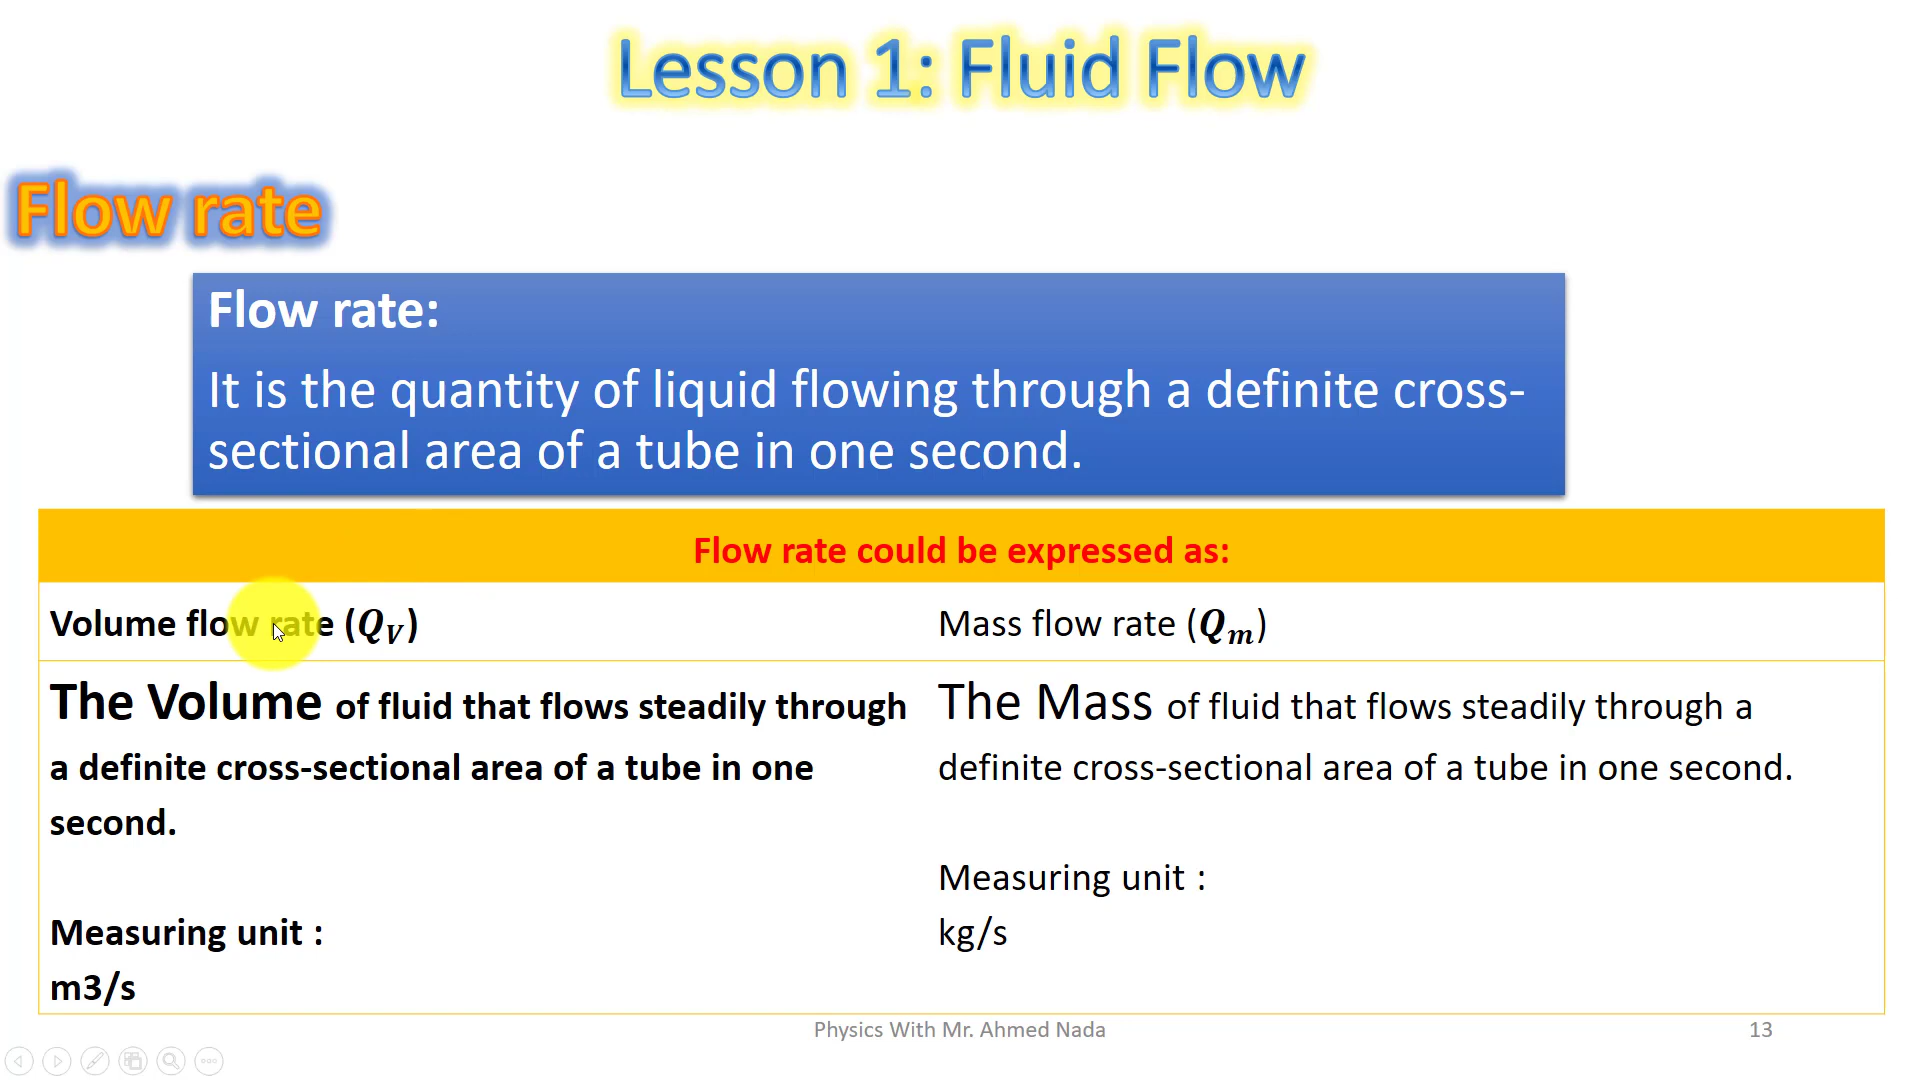 Lesson 1: Fluid Flow
Flow rate
Flow rate:
It is the quantity of liquid flowing through a definite cross-
sectional area of a tube in one second.
Flow rate could be expressed as:
Volume flow rate (Q_V)
Mass flow rate (Q_m)
The Volume of fluid that flows steadily through
a definite cross-sectional area of a tube in one
second.
Measuring unit :
m3/s
The Mass of fluid that flows steadily through a
definite cross-sectional area of a tube in one second.
Measuring unit :
kg/s
Physics With Mr. Ahmed Nada
13